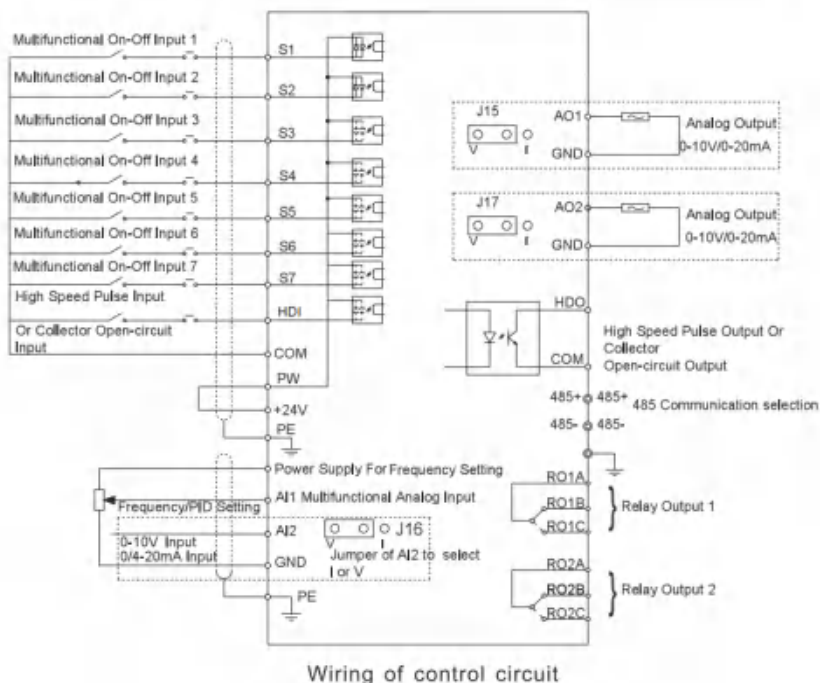 Multifunctional On-Off Input 1
S1
Multifunctional On-Off Input 2
S2
Multifunctional On-Off Input 3
S3
Multifunctional On-Off Input 4
S4
Multifunctional On-Off Input 5
S5
Multifunctional On-Off Input 6
S6
Multifunctional On-Off Input 7
S7
High Speed Pulse Input
HDI
Or Collector Open-circuit
Input
COM
PW
+24V
PE
Power Supply For Frequency Setting
AI1 Multifunctional Analog Input
Frequency/PID Setting
AI2
J16
V
I
0-10V Input
0/4-20mA Input
Jumper of AI2 to select
I or V
GND
PE
J15
V
I
AO1
GND
Analog Output
0-10V/0-20mA
J17
V
I
AO2
GND
Analog Output
0-10V/0-20mA
HDO
COM
High Speed Pulse Output Or
Collector
Open-circuit Output
485+ 485+
485 Communication selection
485- 485-
RO1A
RO1B
RO1C
Relay Output 1
RO2A
RO2B
RO2C
Relay Output 2
Wiring of control circuit